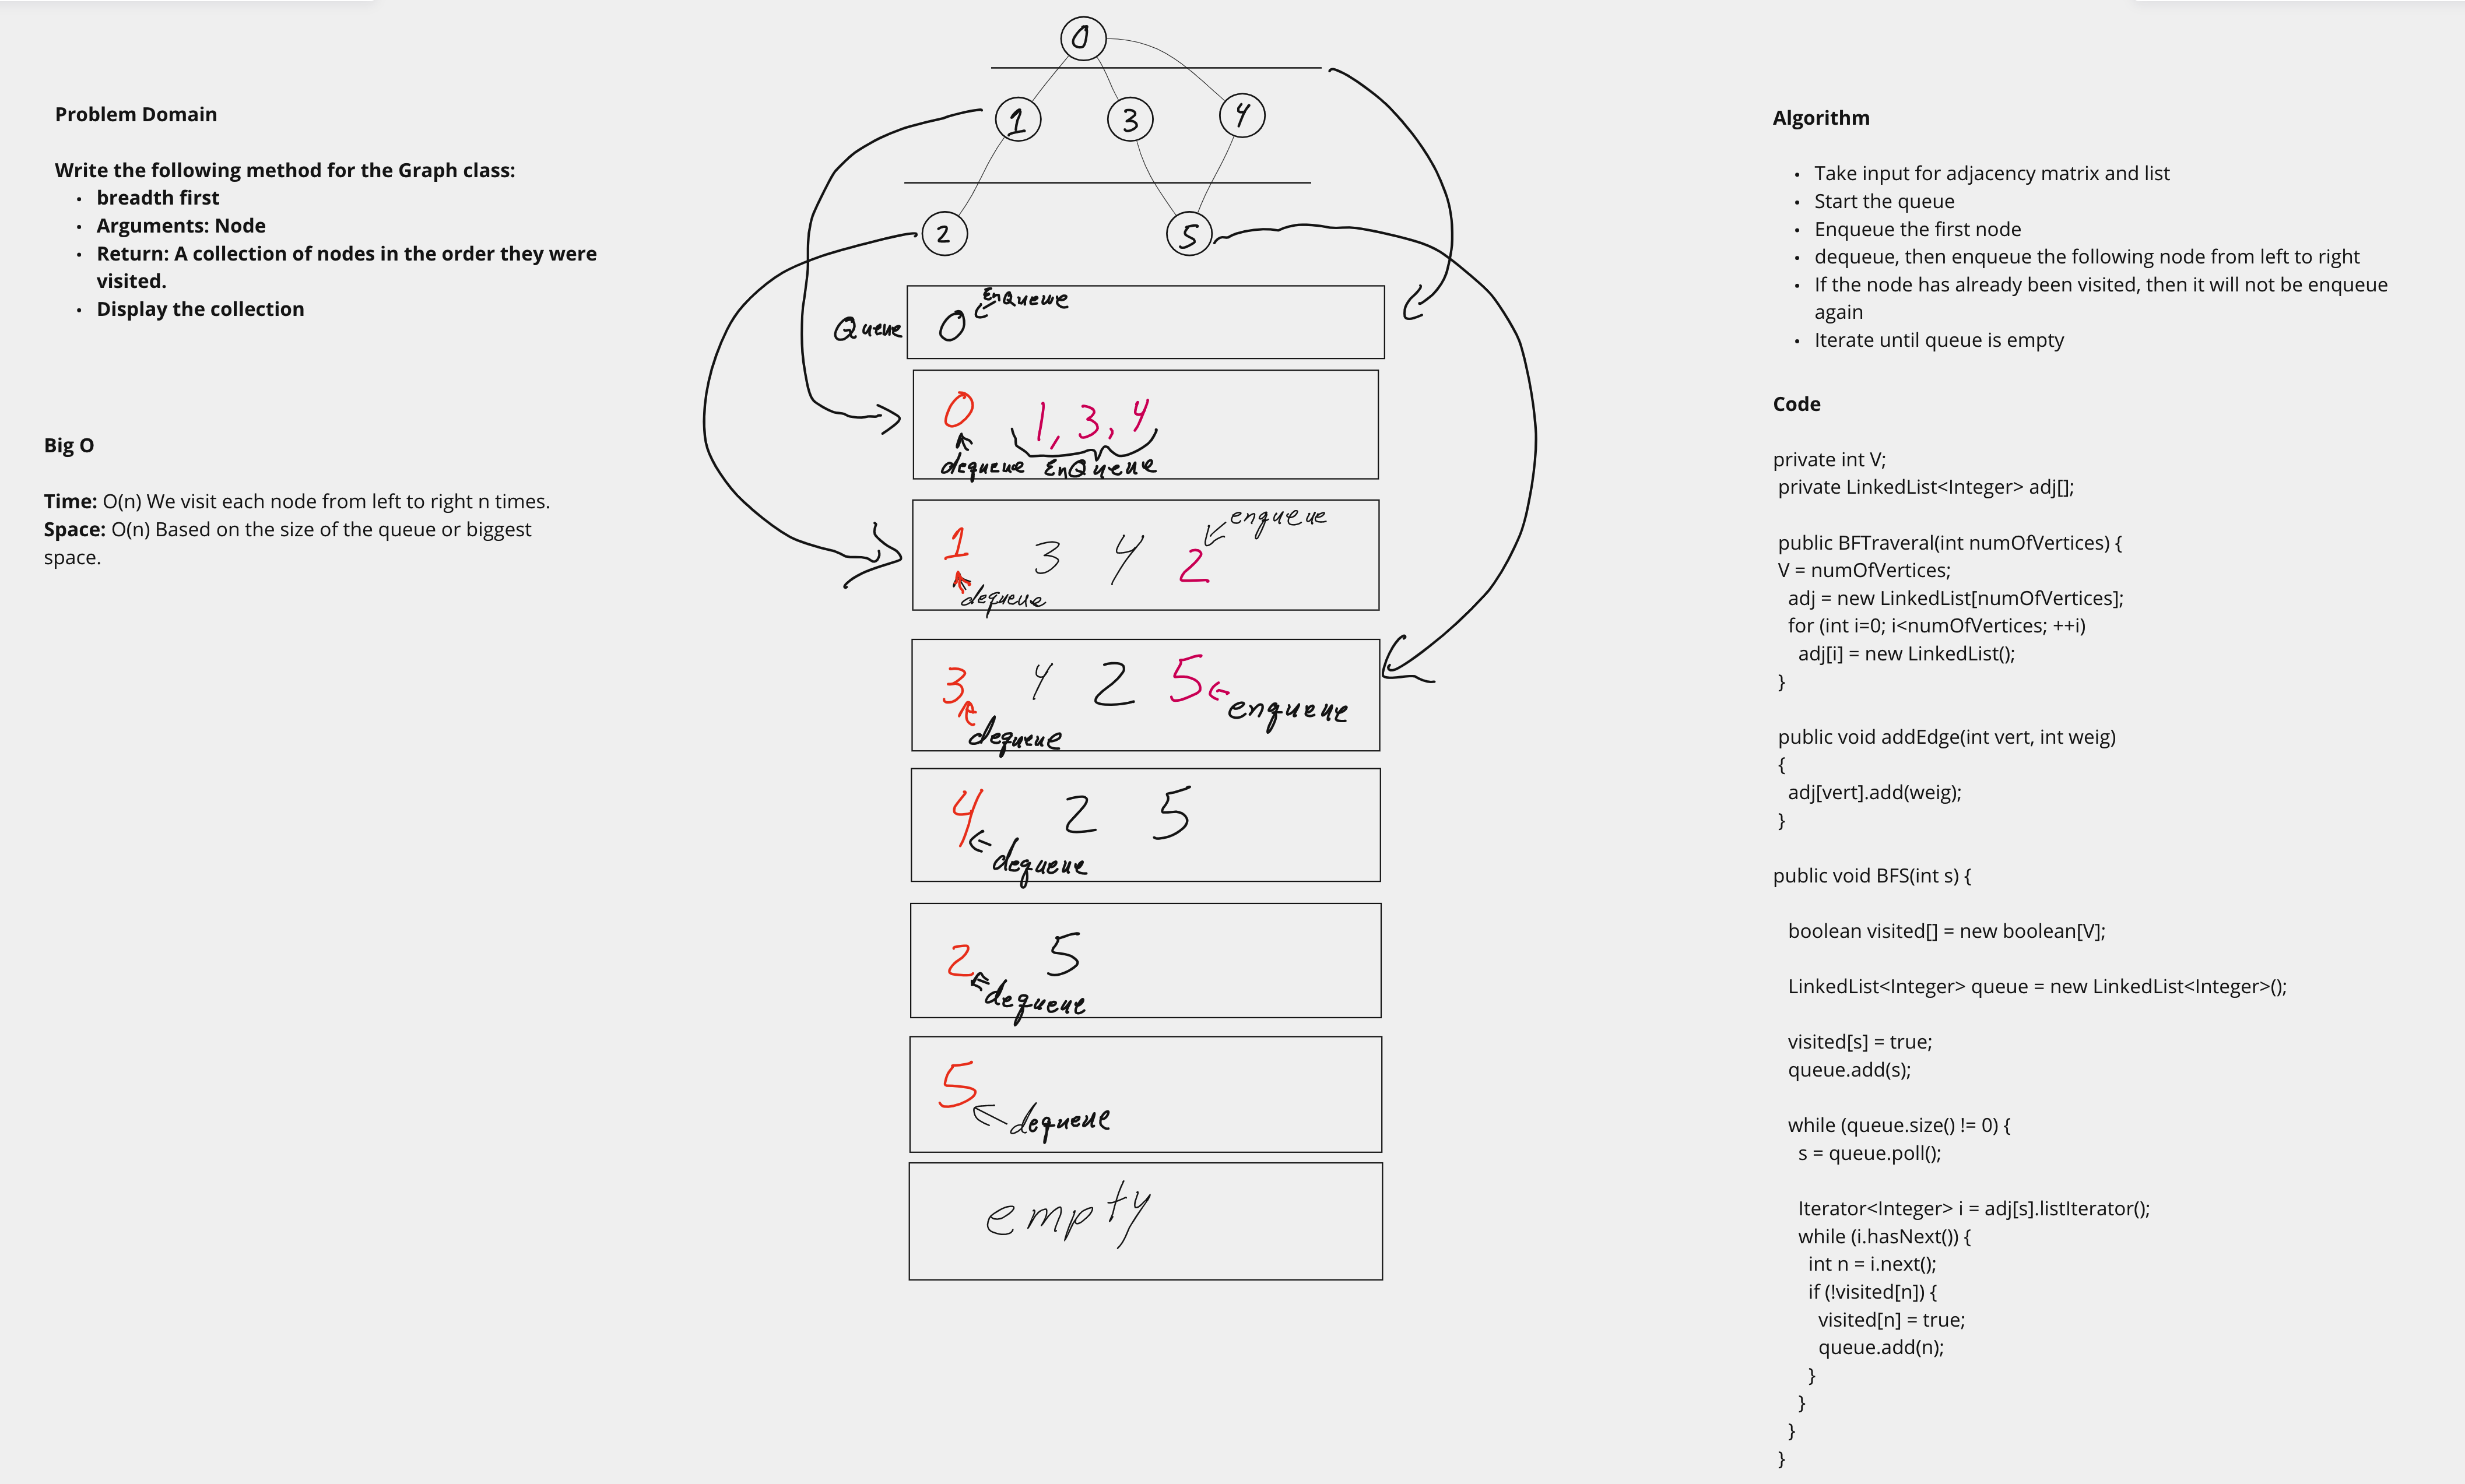 Problem Domain
Write the following method for the Graph class:
• breadth first
• Arguments: Node
• Return: A collection of nodes in the order they were
visited.
• Display the collection
Big O
Time: O(n) We visit each node from left to right n times.
Space: O(n) Based on the size of the queue or biggest
space.
0
1 3 4
2 5
Queue 0 EnQueue
0 1, 3, 4
dequeue EnQueue
enqueue
1 3 4 2
dequeue
3 4 2 5 enqueue
dequeue
4 2 5
dequeue
2 5
dequeue
5
dequeue
empty
Algorithm
• Take input for adjacency matrix and list
• Start the queue
• Enqueue the first node
• dequeue, then enqueue the following node from left to right
• If the node has already been visited, then it will not be enqueue
again
• Iterate until queue is empty
Code
private int V;
private LinkedList<Integer> adj[];
public BFTraveral(int numOfVertices) {
V = numOfVertices;
adj = new LinkedList[numOfVertices];
for (int i=0; i<numOfVertices; ++i)
adj[i] = new LinkedList();
}
public void addEdge(int vert, int weig)
{
adj[vert].add(weig);
}
public void BFS(int s) {
boolean visited[] = new boolean[V];
LinkedList<Integer> queue = new LinkedList<Integer>();
visited[s] = true;
queue.add(s);
while (queue.size() != 0) {
s = queue.poll();
Iterator<Integer> i = adj[s].listIterator();
while (i.hasNext()) {
int n = i.next();
if (!visited[n]) {
visited[n] = true;
queue.add(n);
}
}
}
}